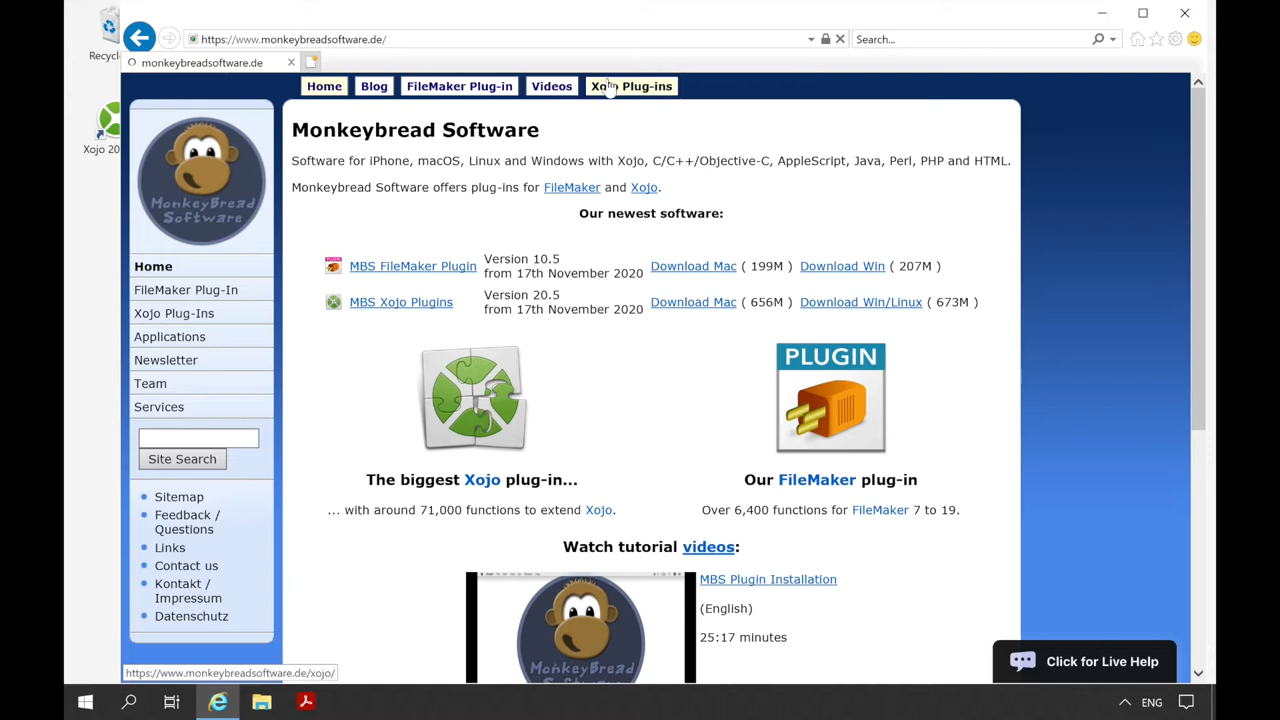 https://www.monkeybreadsoftware.de/
Search...
monkeybreadsoftware.de
Recycl
Xojo 20
Home
Blog
FileMaker Plug-in
Videos
Xojo Plug-ins
MonkeyBread
Software
Home
FileMaker Plug-In
Xojo Plug-Ins
Applications
Newsletter
Team
Services
Site Search
Sitemap
Feedback /
Questions
Links
Contact us
Kontakt /
Impressum
Datenschutz
Monkeybread Software
Software for iPhone, macOS, Linux and Windows with Xojo, C/C++/Objective-C, AppleScript, Java, Perl, PHP and HTML.
Monkeybread Software offers plug-ins for FileMaker and Xojo.
Our newest software:
MBS FileMaker Plugin Version 10.5 from 17th November 2020 Download Mac ( 199M ) Download Win ( 207M )
MBS Xojo Plugins Version 20.5 from 17th November 2020 Download Mac ( 656M ) Download Win/Linux ( 673M )
PLUGIN
The biggest Xojo plug-in...
... with around 71,000 functions to extend Xojo.
Our FileMaker plug-in
Over 6,400 functions for FileMaker 7 to 19.
Watch tutorial videos:
MonkeyBread
MBS Plugin Installation
(English)
25:17 minutes
Click for Live Help
https://www.monkeybreadsoftware.de/xojo/
ENG